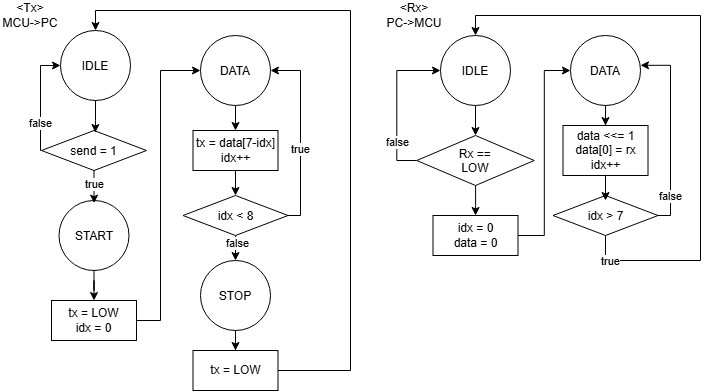 <Tx>
MCU->PC
IDLE
false
send = 1
true
START
tx = LOW
idx = 0
DATA
tx = data[7-idx]
idx++
true
idx < 8
false
STOP
tx = LOW
<Rx>
PC->MCU
IDLE
false
Rx ==
LOW
idx = 0
data = 0
DATA
data <<= 1
data[0] = rx
idx++
false
idx > 7
true